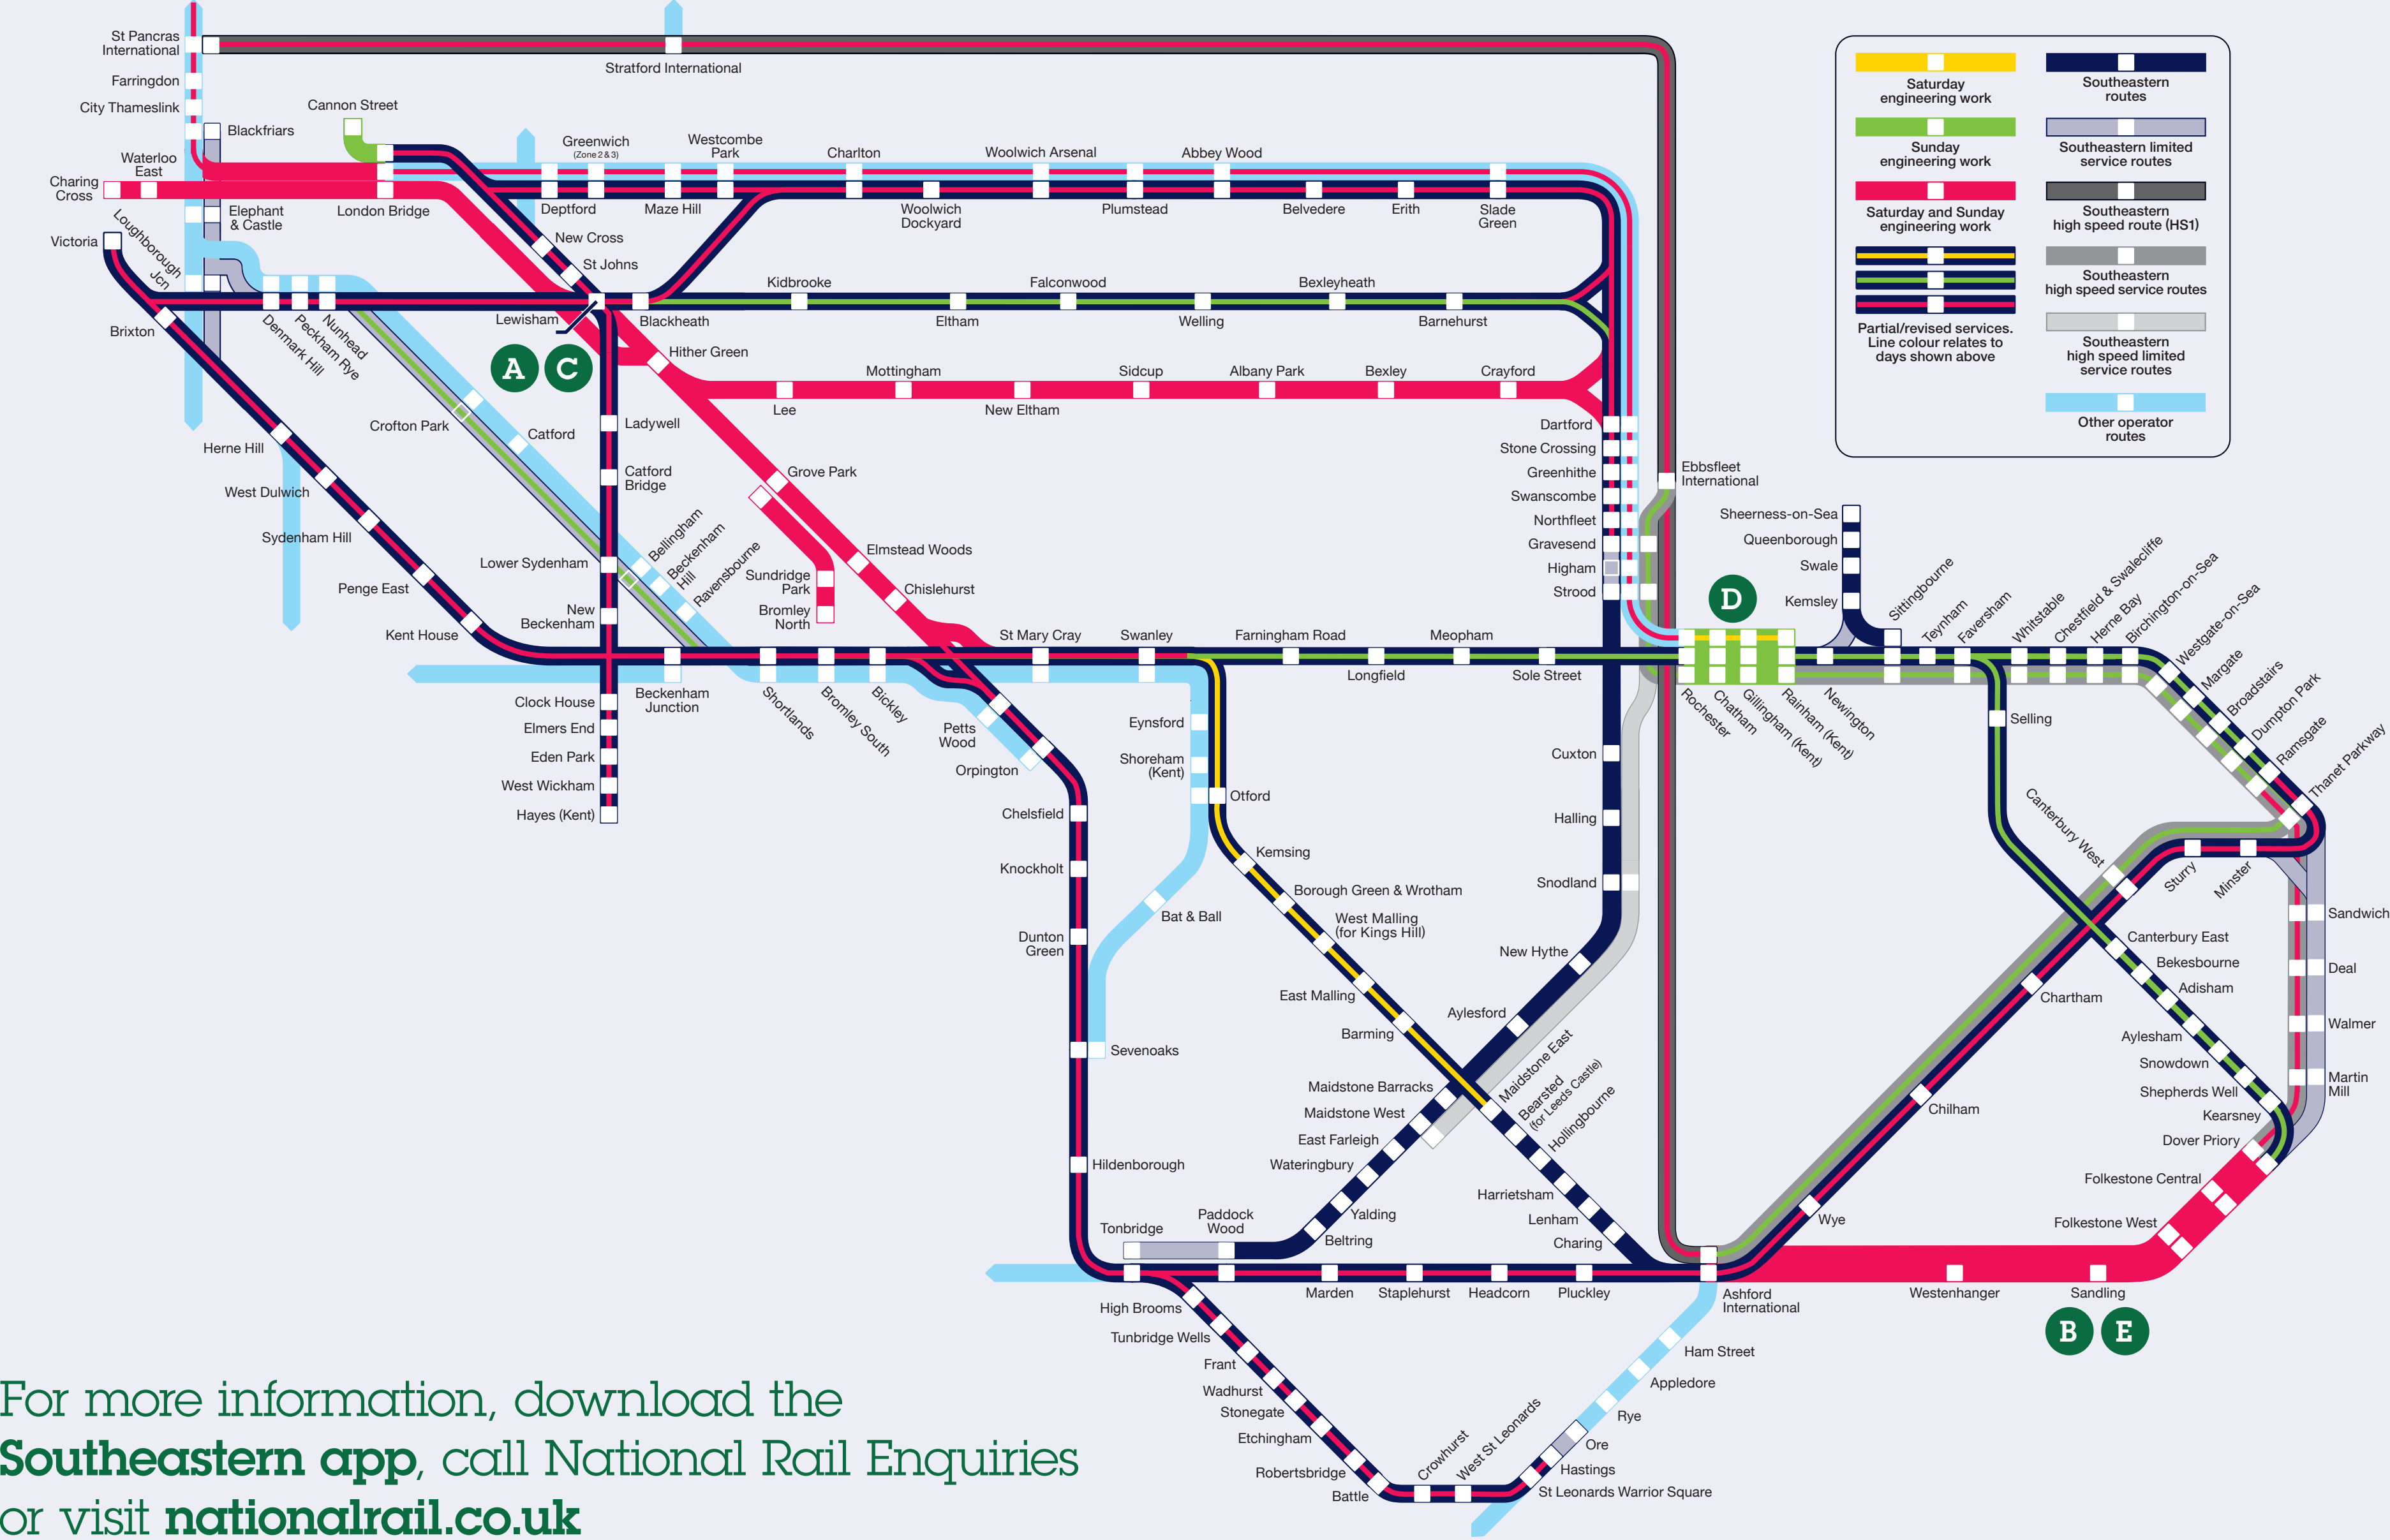 St Pancras
International
Farringdon
City Thameslink
Blackfriars
Waterloo
East
Charing
Cross
Cannon Street
London Bridge
Elephant
& Castle
Loughborough
Jcn
Victoria
Brixton
Stratford International
Greenwich
(Zone 2 & 3)
Westcombe
Park
Charlton
Woolwich Arsenal
Abbey Wood
Deptford
Maze Hill
Woolwich
Dockyard
Plumstead
Belvedere
Erith
Slade
Green
New Cross
St Johns
Denmark Hill
Peckham Rye
Nunhead
Lewisham
Blackheath
Kidbrooke
Eltham
Falconwood
Welling
Bexleyheath
Barnehurst
A
C
Hither Green
Lee
Mottingham
New Eltham
Sidcup
Albany Park
Bexley
Crayford
Crofton Park
Catford
Ladywell
Catford
Bridge
Herne Hill
West Dulwich
Sydenham Hill
Penge East
Kent House
Lower Sydenham
New
Beckenham
Bellingham
Beckenham
Hill
Ravensbourne
Grove Park
Elmstead Woods
Chislehurst
Sundridge
Park
Bromley
North
Clock House
Elmers End
Eden Park
West Wickham
Hayes (Kent)
Beckenham
Junction
Shortlands
Bromley South
Bickley
Petts
Wood
Orpington
St Mary Cray
Swanley
Farningham Road
Longfield
Meopham
Sole Street
Dartford
Stone Crossing
Greenhithe
Swanscombe
Northfleet
Gravesend
Higham
Strood
Ebbsfleet
International
D
Rochester
Chatham
Gillingham (Kent)
Rainham (Kent)
Newington
Sheerness-on-Sea
Queenborough
Swale
Kemsley
Sittingbourne
Teynham
Faversham
Whitstable
Chestfield & Swalecliffe
Herne Bay
Birchington-on-Sea
Westgate-on-Sea
Margate
Broadstairs
Dumpton Park
Ramsgate
Thanet Parkway
Selling
Canterbury West
Sturry
Minster
Canterbury East
Bekesbourne
Adisham
Aylesham
Snowdown
Shepherds Well
Kearsney
Dover Priory
Folkestone Central
Folkestone West
Sandwich
Deal
Walmer
Martin
Mill
Chartham
Chilham
Wye
Eynsford
Shoreham
(Kent)
Otford
Bat & Ball
Kemsing
Borough Green & Wrotham
West Malling
(for Kings Hill)
East Malling
Barming
Maidstone East
Bearsted
(for Leeds Castle)
Hollingbourne
Harrietsham
Lenham
Charing
Cuxton
Halling
Snodland
New Hythe
Aylesford
Maidstone Barracks
Maidstone West
East Farleigh
Wateringbury
Yalding
Beltring
Chelsfield
Knockholt
Dunton
Green
Sevenoaks
Hildenborough
Tonbridge
Paddock
Wood
Marden
Staplehurst
Headcorn
Pluckley
Ashford
International
Westenhanger
Sandling
B
E
High Brooms
Tunbridge Wells
Frant
Wadhurst
Stonegate
Etchingham
Robertsbridge
Battle
Crowhurst
West St Leonards
St Leonards Warrior Square
Hastings
Ore
Rye
Appledore
Ham Street
Saturday
engineering work
Sunday
engineering work
Saturday and Sunday
engineering work
Partial/revised services.
Line colour relates to
days shown above
Southeastern
routes
Southeastern limited
service routes
Southeastern
high speed route (HS1)
Southeastern
high speed service routes
Southeastern
high speed limited
service routes
Other operator
routes
For more information, download the
Southeastern app, call National Rail Enquiries
or visit nationalrail.co.uk